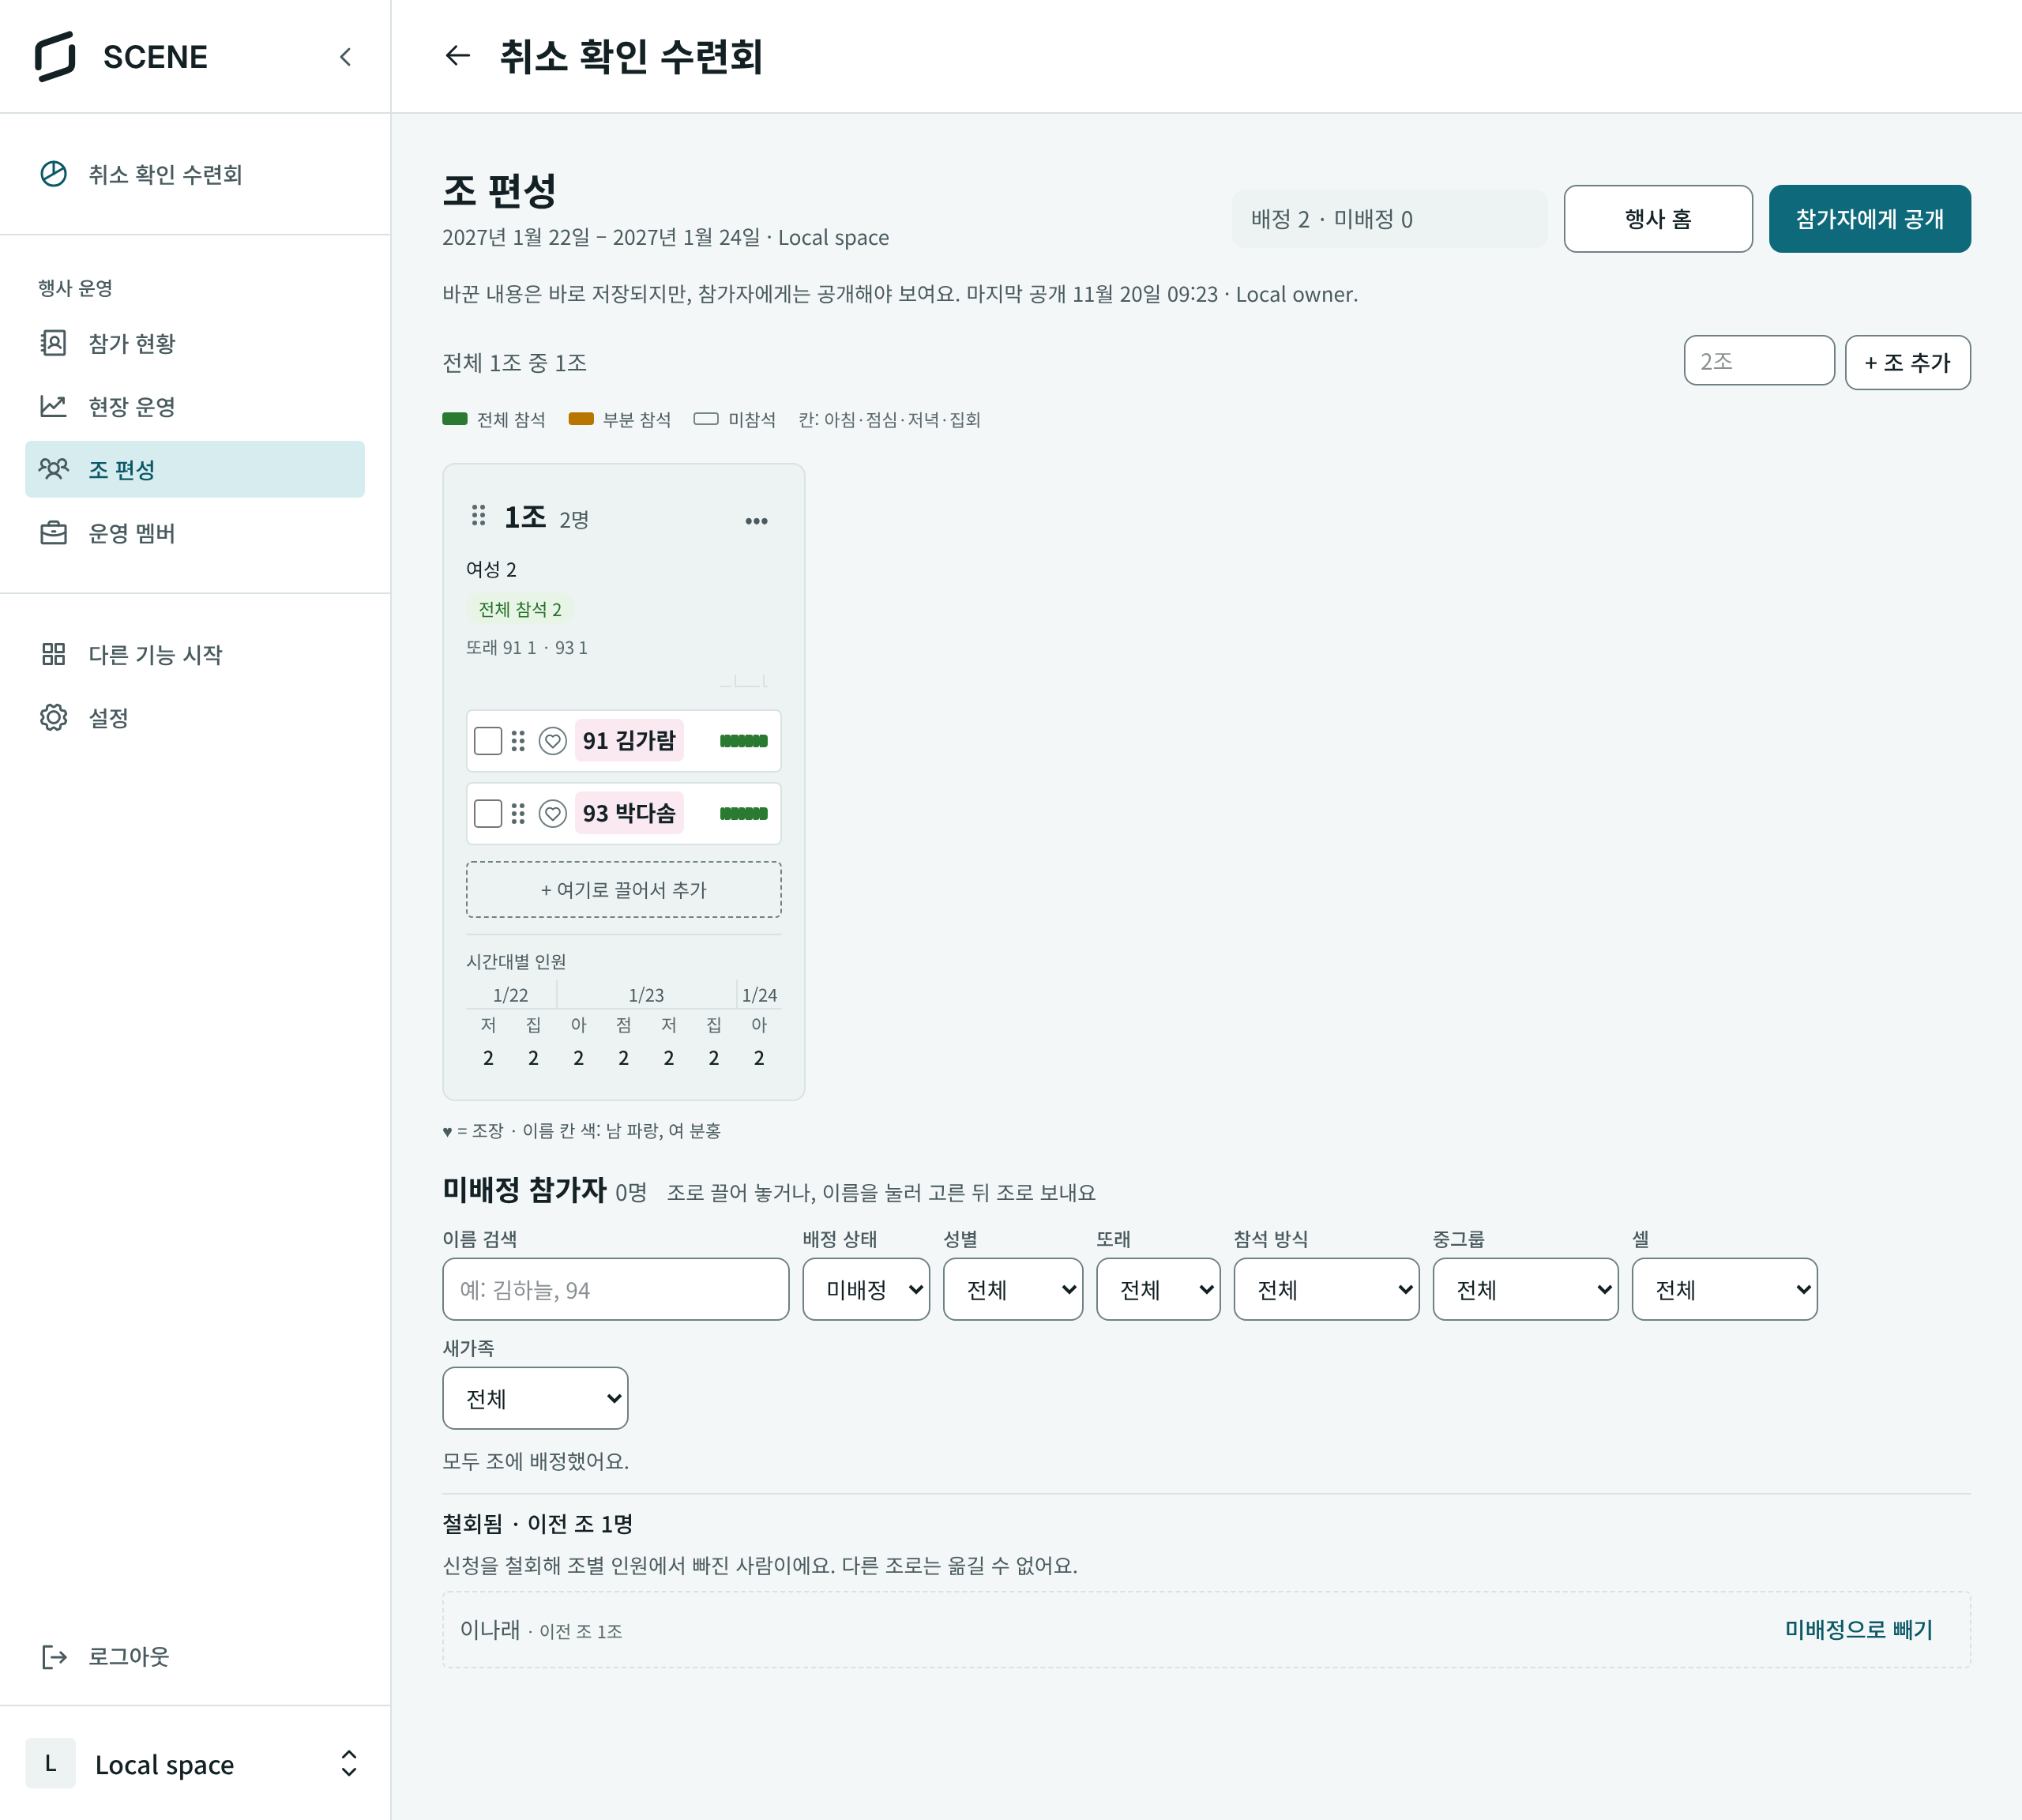 SCENE
취소 확인 수련회
취소 확인 수련회
행사 운영
참가 현황
현장 운영
조 편성
운영 멤버
다른 기능 시작
설정
로그아웃
L Local space
조 편성
2027년 1월 22일 – 2027년 1월 24일 · Local space
배정 2 · 미배정 0
행사 홈
참가자에게 공개
바꾼 내용은 바로 저장되지만, 참가자에게는 공개해야 보여요. 마지막 공개 11월 20일 09:23 · Local owner.
전체 1조 중 1조
2조
+ 조 추가
전체 참석 부분 참석 미참석 칸: 아침·점심·저녁·집회
1조 2명
여성 2
전체 참석 2
또래 91 1 · 93 1
91 김가람
93 박다솜
+ 여기로 끌어서 추가
시간대별 인원
1/22 1/23 1/24
저 집 아 점 저 집 아
2 2 2 2 2 2 2
♥ = 조장 · 이름 칸 색: 남 파랑, 여 분홍
미배정 참가자 0명 조로 끌어 놓거나, 이름을 눌러 고른 뒤 조로 보내요
이름 검색 배정 상태 성별 또래 참석 방식 중그룹 셀
예: 김하늘, 94 미배정 전체 전체 전체 전체 전체
새가족
전체
모두 조에 배정했어요.
철회됨 · 이전 조 1명
신청을 철회해 조별 인원에서 빠진 사람이에요. 다른 조로는 옮길 수 없어요.
이나래 · 이전 조 1조
미배정으로 빼기